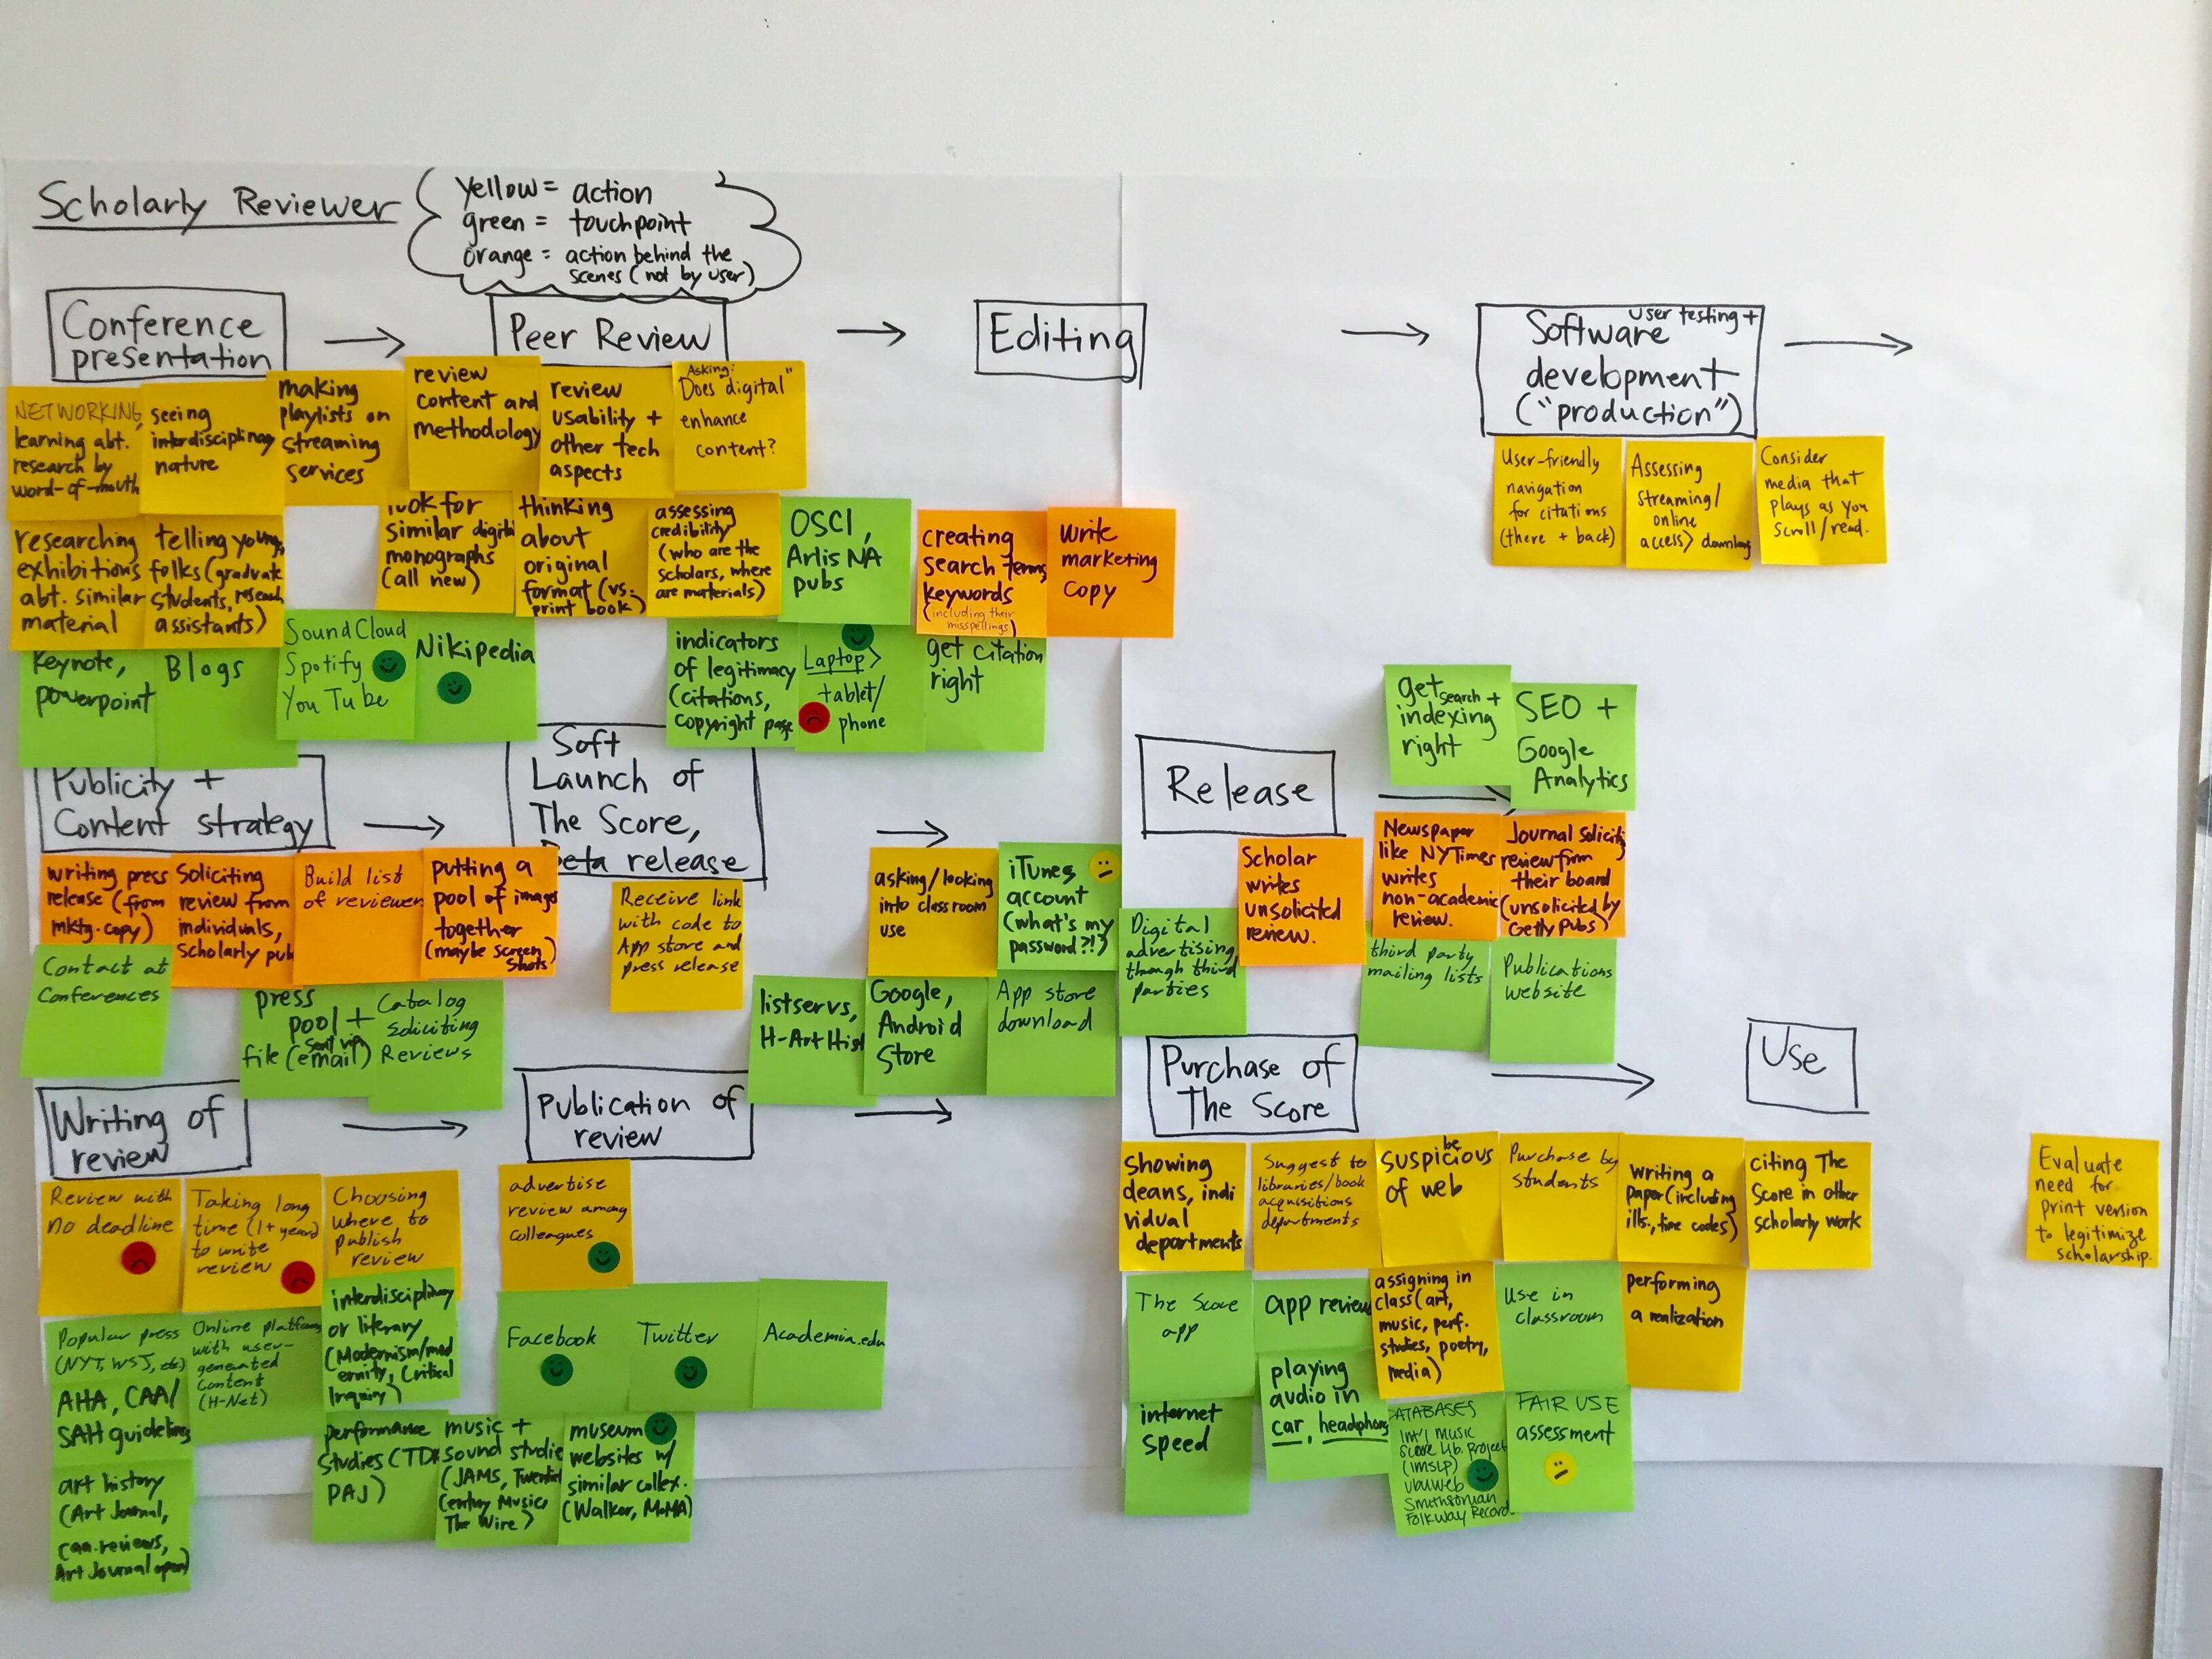 Scholarly Reviewer
yellow = action
green = touchpoint
orange = action behind the
scenes (not by user)
Conference
presentation
Peer Review
Editing
User testing +
Software
development
("production")
NETWORKING,
learning abt.
research by
word-of-mouth
seeing
interdisciplinary
nature
making
playlists on
streaming
services
review
content and
methodology
review
usability +
other tech
aspects
Asking:
"Does digital
enhance
content?
User-friendly
navigation
for citations
(there + back)
Assessing
streaming/
online
access>
Consider
media that
plays as you
scroll/read.
researching
exhibitions
abt. similar
material
telling young
folks (graduate
students, research
assistants)
look for
similar digital
monographs
(all new)
thinking
about
original
format (vs.
print book)
assessing
credibility
(who are the
scholars, where
are materials)
OSCI,
Arlis NA
pubs
creating
search terms,
keywords
(including their
misspellings)
Write
marketing
copy
Keynote,
powerpoint
Blogs
SoundCloud
Spotify
YouTube
Nikipedia
indicators
of legitimacy
(citations,
copyright page
Laptop>
tablet/
phone
get citation
right
get search +
indexing
right
SEO +
Google
Analytics
Publicity +
Content strategy
Soft
Launch of
The Score,
Beta release
Release
writing press
release (from
mktg. copy)
Soliciting
review from
individuals,
scholarly pub
Build list
of reviewer
putting a
pool of images
together
(maybe screen
shots)
Receive link
with code to
App store and
press release
asking/looking
into classroom
use
iTunes
account
(what's my
password?!?)
Scholar
writes
unsolicited
review.
Newspaper
like NYTimes
writes
non-academic
review.
Journal soliciting
review from
their board
(unsolicited by
Getty Pubs)
Contact at
Conferences
press
pool +
sent via
file (email)
Catalog
Soliciting
Reviews
listservs,
H-ArtHist
Google,
Android
Store
App store
download
Digital
advertising
though third
parties
third party
mailing lists
Publications
website
Writing of
review
Publication of
review
Purchase of
The Score
Use
Review with
no deadline
Taking long
time (1+ year)
to write
review
Choosing
where to
publish
review
advertise
review among
colleagues
Showing
deans, indi
vidual
departments
Suggest to
libraries/book
acquisitions
departments
be
suspicious
of web
Purchase by
students
Writing a
paper (including
ills., time codes)
citing The
Score in other
scholarly work
Evaluate
need for
print version
to legitimize
scholarship.
Popular press
(NYT, WSJ, etc)
Online platform
with user-
generated
content
(H-Net)
interdisciplinary
or literary
(Modernism/mod
ernity, Critical
Inquiry)
Facebook
Twitter
Academia.edu
The Score
app
app review
assigning in
class (art,
music, perf.
studies, poetry,
media)
Use in
classroom
performing
a realization
AHA, CAA/
SAH guidelines
performance
studies (TDR
PAJ)
music +
sound studies
(JAMS, Twentieth
Century Music,
The Wire)
museum
websites w/
similar collex.
(Walker, MoMA)
internet
speed
playing
audio in
car, headphones
DATABASES
Int'l Music
Score Lib. Project
(IMSLP)
Ubuweb
Smithsonian
Folkway Records
FAIR USE
assessment
art history
(Art Journal,
caa.reviews,
Art Journal open)